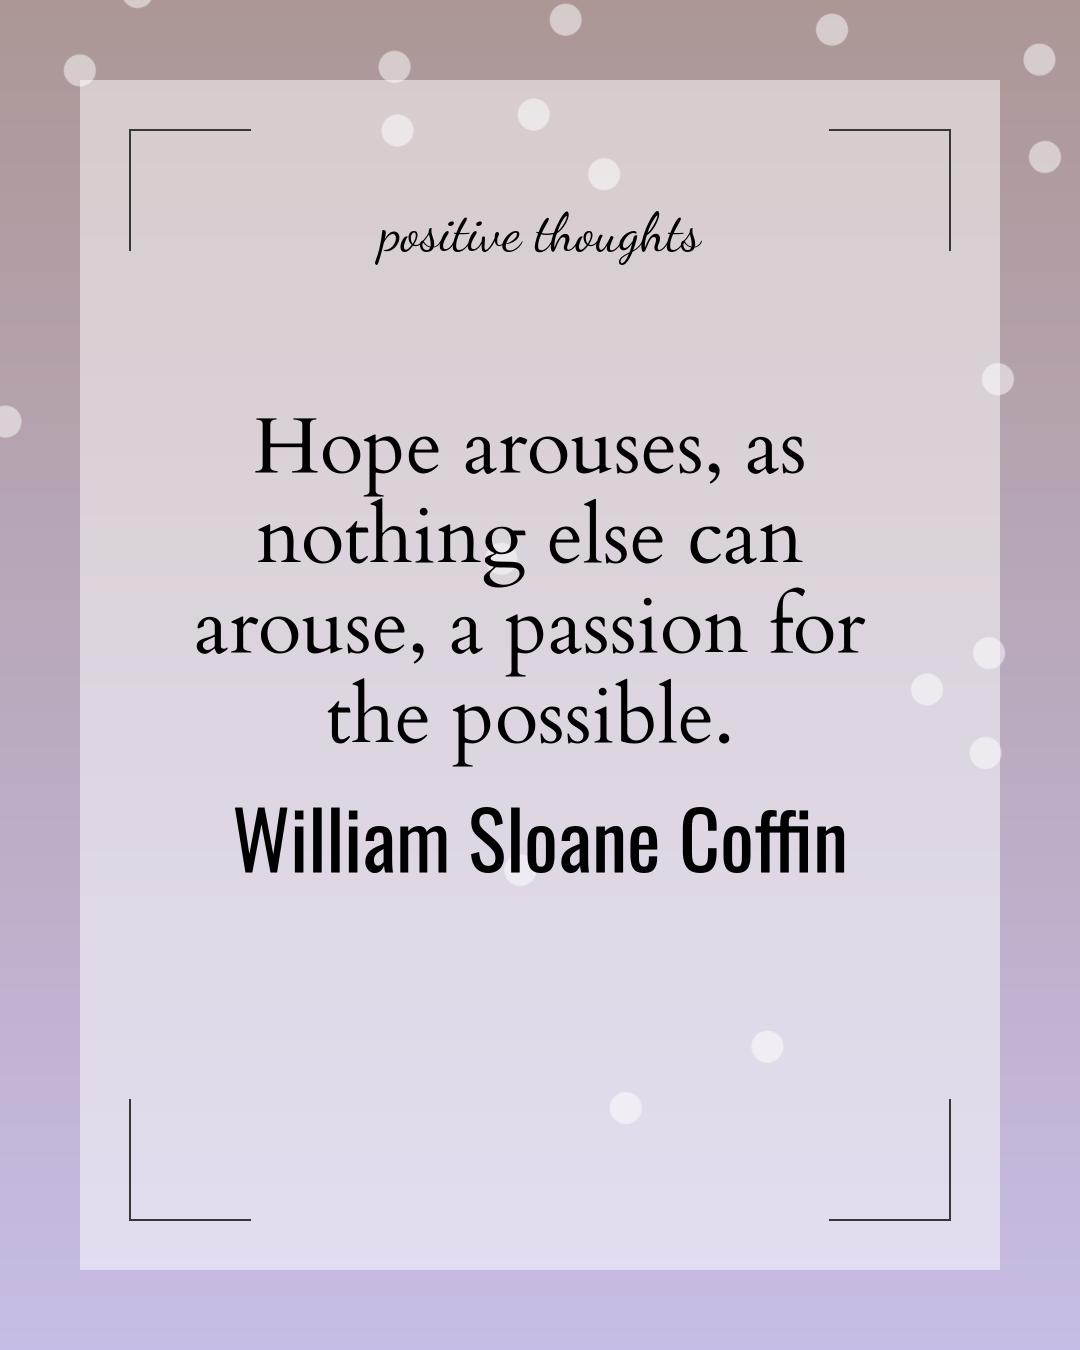 positive thoughts
Hope arouses, as
nothing else can
arouse, a passion for
the possible.
William Sloane Coffin